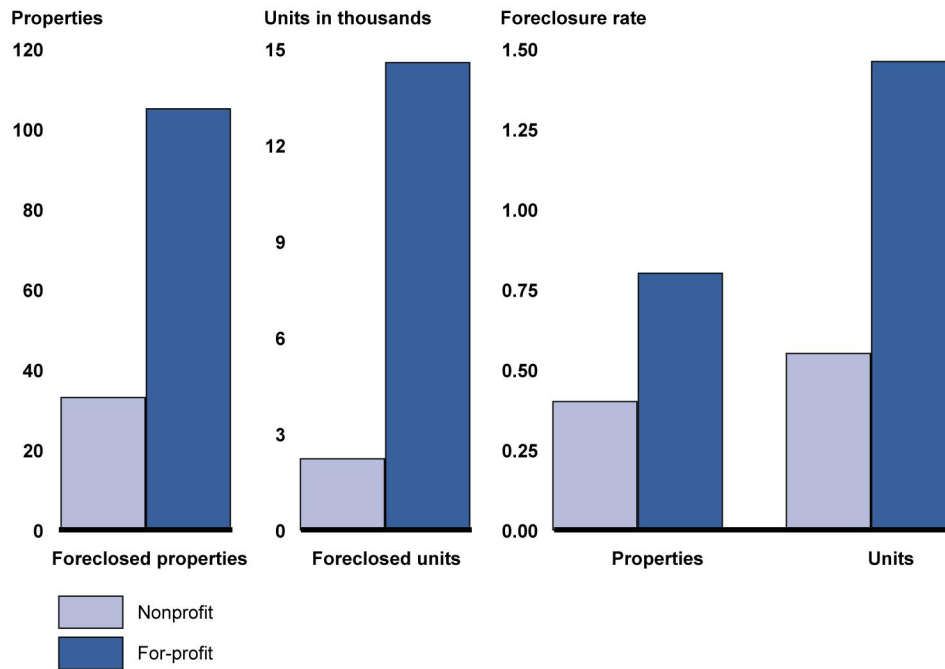 Properties
120
100
80
60
40
20
0
Foreclosed properties
Units in thousands
15
12
9
6
3
0
Foreclosed units
Foreclosure rate
1.50
1.25
1.00
0.75
0.50
0.25
0.00
Properties Units
Nonprofit
For-profit